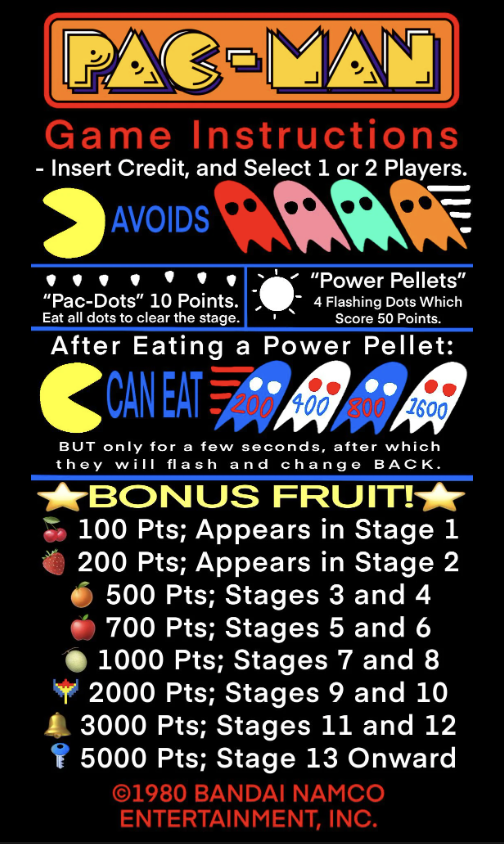 PAC-MAN
Game Instructions
- Insert Credit, and Select 1 or 2 Players.
AVOIDS
"Pac-Dots" 10 Points.
Eat all dots to clear the stage.
"Power Pellets"
4 Flashing Dots Which
Score 50 Points.
After Eating a Power Pellet:
CAN EAT 200 400 800 1600
BUT only for a few seconds, after which
they will flash and change BACK.
BONUS FRUIT!
100 Pts; Appears in Stage 1
200 Pts; Appears in Stage 2
500 Pts; Stages 3 and 4
700 Pts; Stages 5 and 6
1000 Pts; Stages 7 and 8
2000 Pts; Stages 9 and 10
3000 Pts; Stages 11 and 12
5000 Pts; Stage 13 Onward
©1980 BANDAI NAMCO
ENTERTAINMENT, INC.